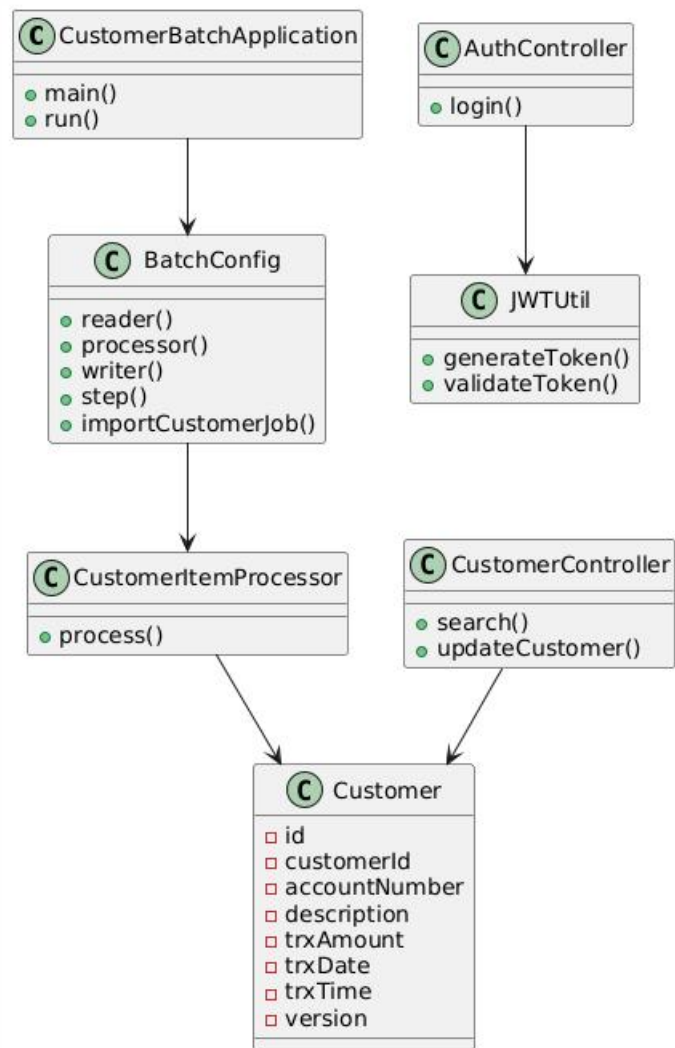 C CustomerBatchApplication
main()
run()
C AuthController
login()
C BatchConfig
reader()
processor()
writer()
step()
importCustomerJob()
C JWTUtil
generateToken()
validateToken()
C CustomerItemProcessor
process()
C CustomerController
search()
updateCustomer()
C Customer
id
customerId
accountNumber
description
trxAmount
trxDate
trxTime
version